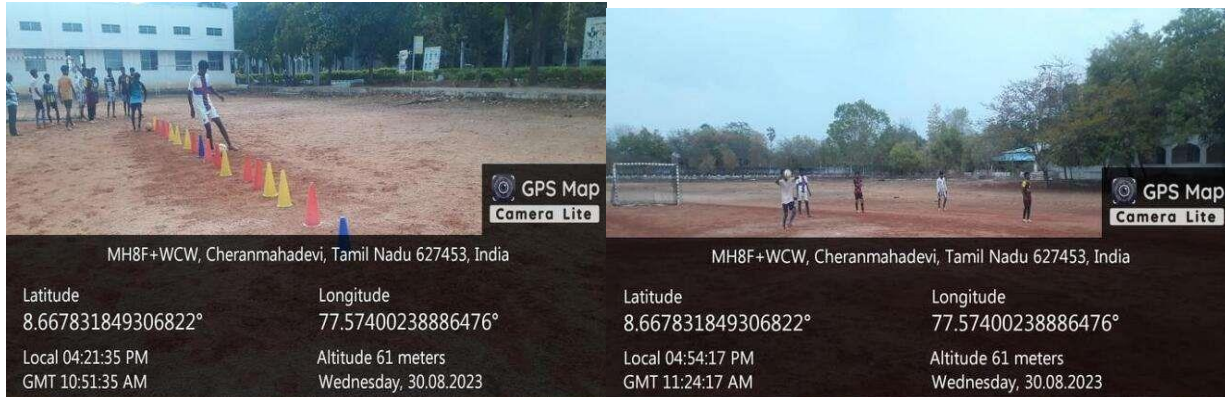 GPS Map
Camera Lite
MH8F+WCW, Cheranmahadevi, Tamil Nadu 627453, India
Latitude
8.667831849306822°
Longitude
77.57400238886476°
Local 04:21:35 PM
GMT 10:51:35 AM
Altitude 61 meters
Wednesday, 30.08.2023
GPS Map
Camera Lite
MH8F+WCW, Cheranmahadevi, Tamil Nadu 627453, India
Latitude
8.667831849306822°
Longitude
77.57400238886476°
Local 04:54:17 PM
GMT 11:24:17 AM
Altitude 61 meters
Wednesday, 30.08.2023